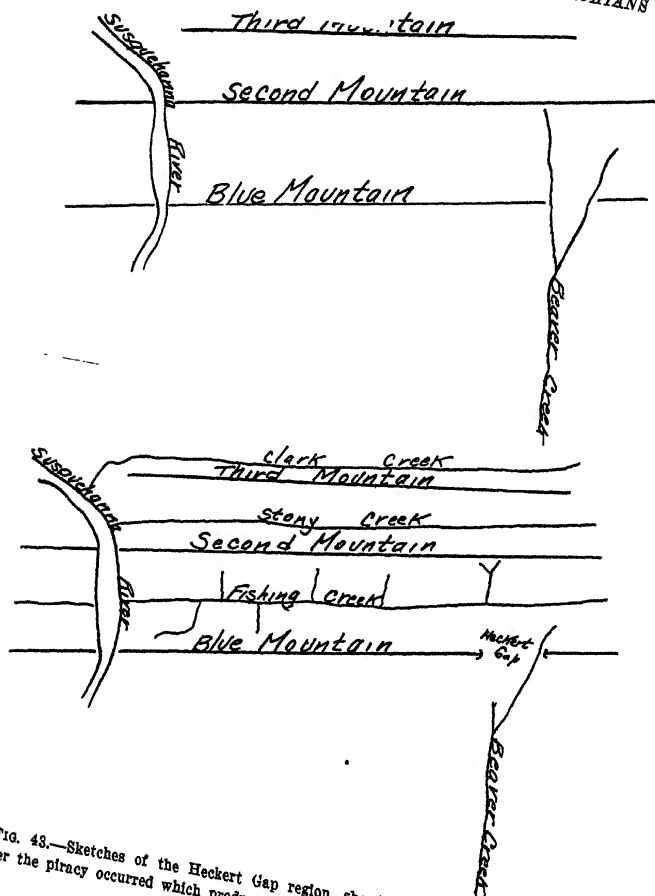 Susquehanna
Third
Second Mountain
River
Blue Mountain
Beaver Creek
Clark Creek
Third Mountain
Susquehanna
Stony Creek
Second Mountain
River
Fishing Creek
Heckert
Gap
Blue Mountain
Beaver Creek
FIG. 43.—Sketches of the Heckert Gap region,
the piracy occurred which